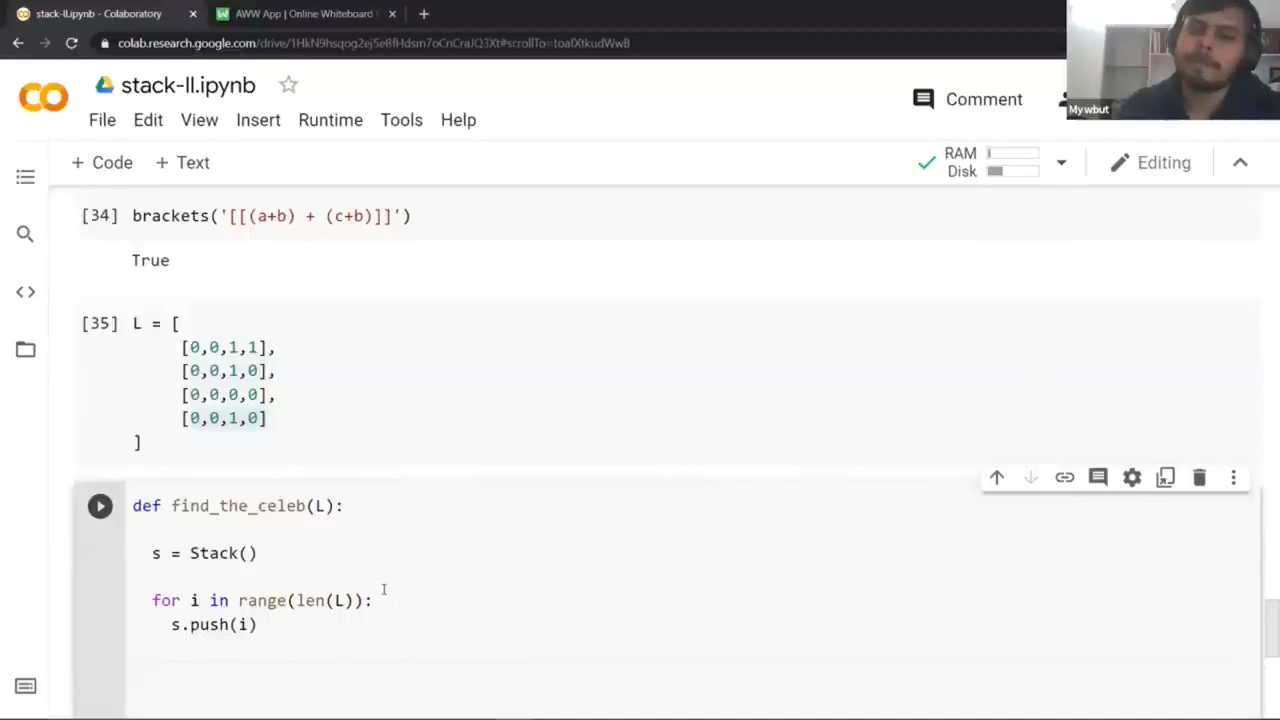 stack-ll.ipynb - Colaboratory
AWW App | Online Whiteboard
colab.research.google.com/drive/1HkN9hsqog2ej5e8fHdsm7oCnCraJQ3Xt#scrollTo=toafXtkudWwB
Mywbut
CO
stack-ll.ipynb
Comment
File Edit View Insert Runtime Tools Help
+ Code + Text
RAM
Disk
Editing
[34] brackets('[[(a+b) + (c+b)]]')
True
[35] L = [
[0,0,1,1],
[0,0,1,0],
[0,0,0,0],
[0,0,1,0]
]
def find_the_celeb(L):
s = Stack()
for i in range(len(L)):
s.push(i)